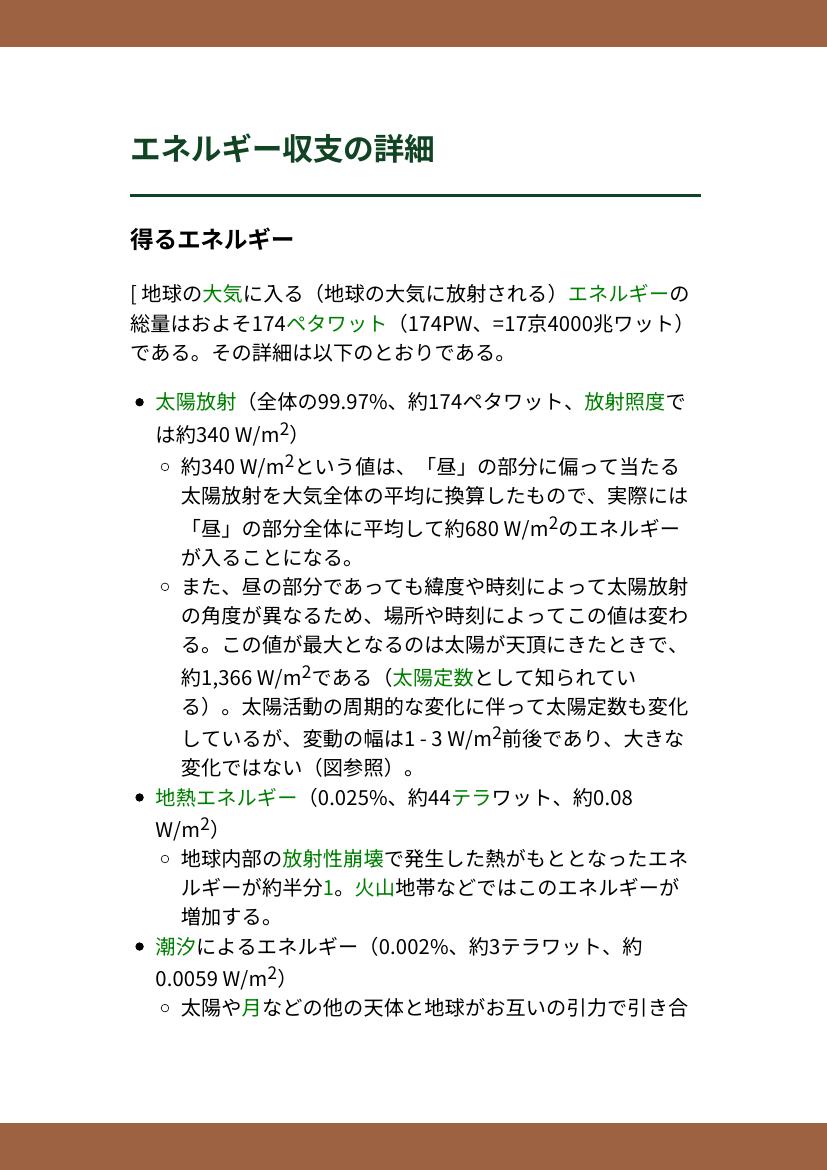 エネルギー収支の詳細
得るエネルギー
[ 地球の大気に入る（地球の大気に放射される）エネルギーの
総量はおよそ174ペタワット（174PW、=17京4000兆ワット）
である。その詳細は以下のとおりである。
● 太陽放射（全体の99.97%、約174ペタワット、放射照度で
は約340 W/m²）
○ 約340 W/m²という値は、「昼」の部分に偏って当たる
太陽放射を大気全体の平均に換算したもので、実際には
「昼」の部分全体に平均して約680 W/m²のエネルギー
が入ることになる。
○ また、昼の部分であっても緯度や時刻によって太陽放射
の角度が異なるため、場所や時刻によってこの値は変わ
る。この値が最大となるのは太陽が天頂にきたときで、
約1,366 W/m²である（太陽定数として知られてい
る）。太陽活動の周期的な変化に伴って太陽定数も変化
しているが、変動の幅は1 - 3 W/m²前後であり、大きな
変化ではない（図参照）。
● 地熱エネルギー（0.025%、約44テラワット、約0.08
W/m²）
○ 地球内部の放射性崩壊で発生した熱がもととなったエネ
ルギーが約半分1。火山地帯などではこのエネルギーが
増加する。
● 潮汐によるエネルギー（0.002%、約3テラワット、約
0.0059 W/m²）
○ 太陽や月などの他の天体と地球がお互いの引力で引き合